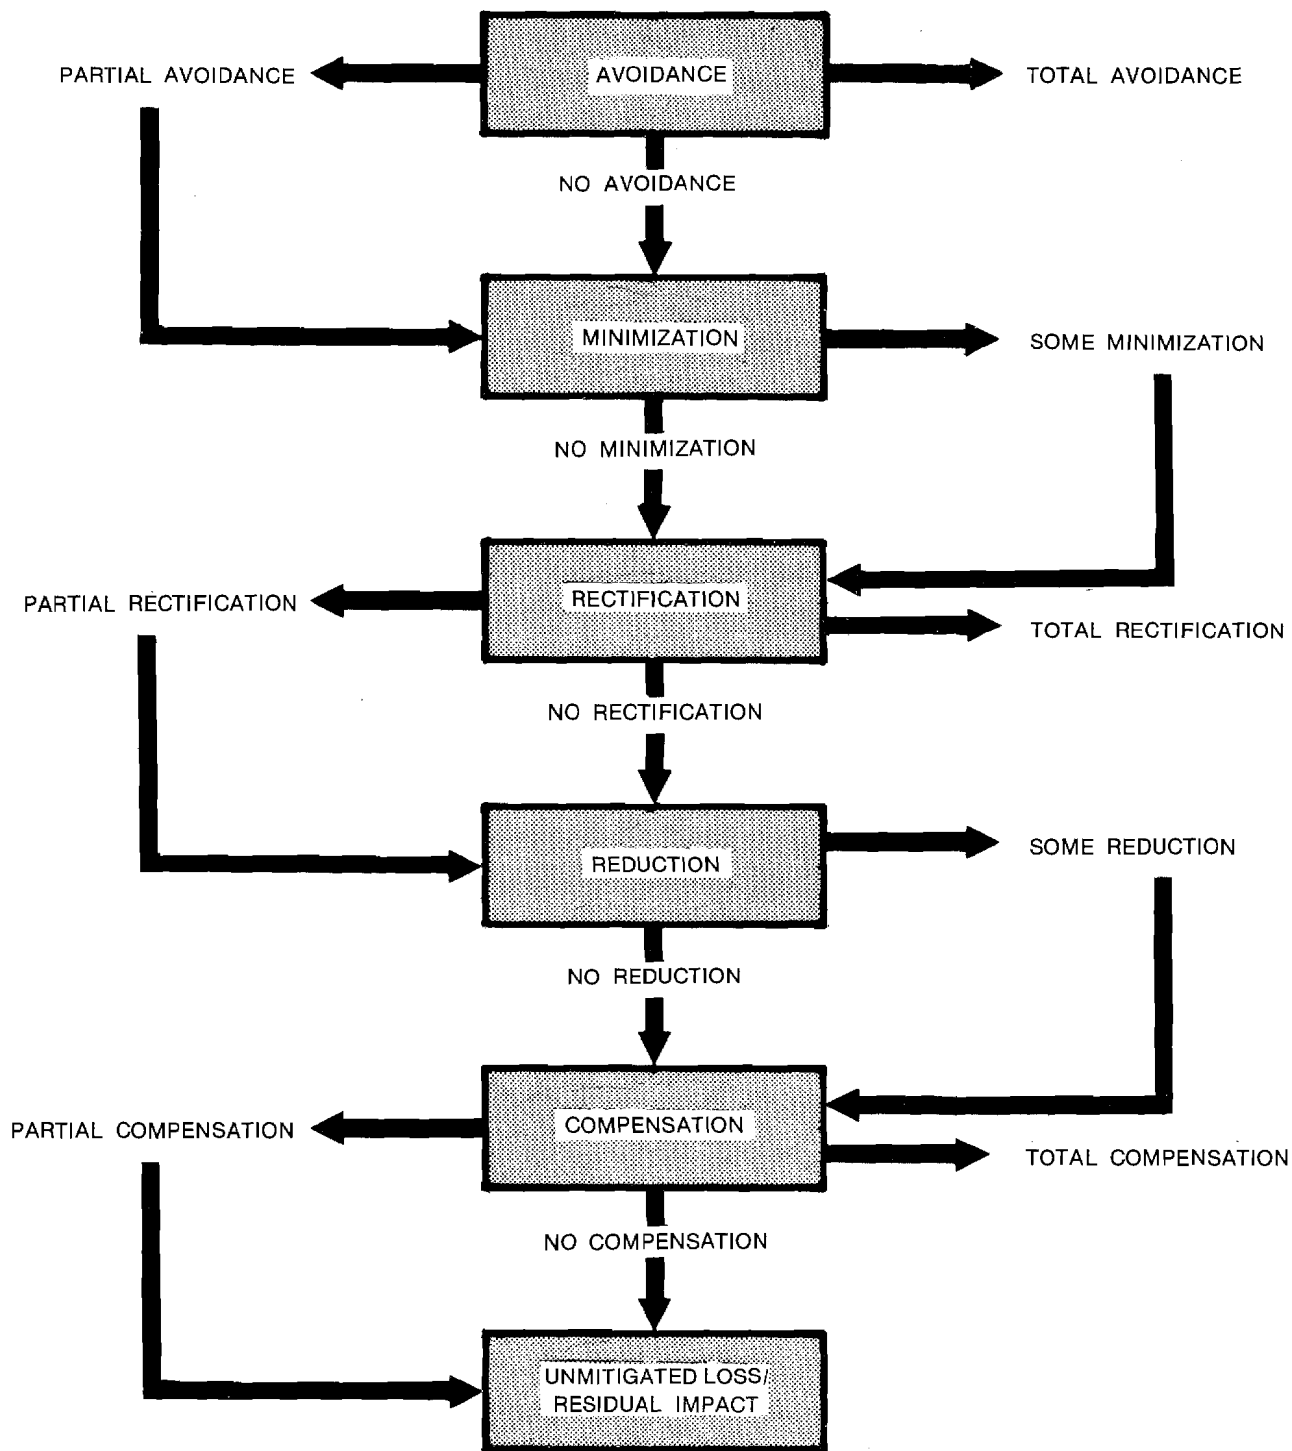 PARTIAL AVOIDANCE
AVOIDANCE
TOTAL AVOIDANCE
NO AVOIDANCE
MINIMIZATION
SOME MINIMIZATION
NO MINIMIZATION
PARTIAL RECTIFICATION
RECTIFICATION
TOTAL RECTIFICATION
NO RECTIFICATION
REDUCTION
SOME REDUCTION
NO REDUCTION
PARTIAL COMPENSATION
COMPENSATION
TOTAL COMPENSATION
NO COMPENSATION
UNMITIGATED LOSS/
RESIDUAL IMPACT